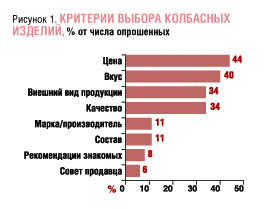 Рисунок 1. КРИТЕРИИ ВЫБОРА КОЛБАСНЫХ
ИЗДЕЛИЙ, % от числа опрошенных
Цена 44
Вкус 40
Внешний вид продукции 34
Качество 34
Марка/производитель 11
Состав 11
Рекомендации знакомых 8
Совет продавца 6
% 0 10 20 30 40 50